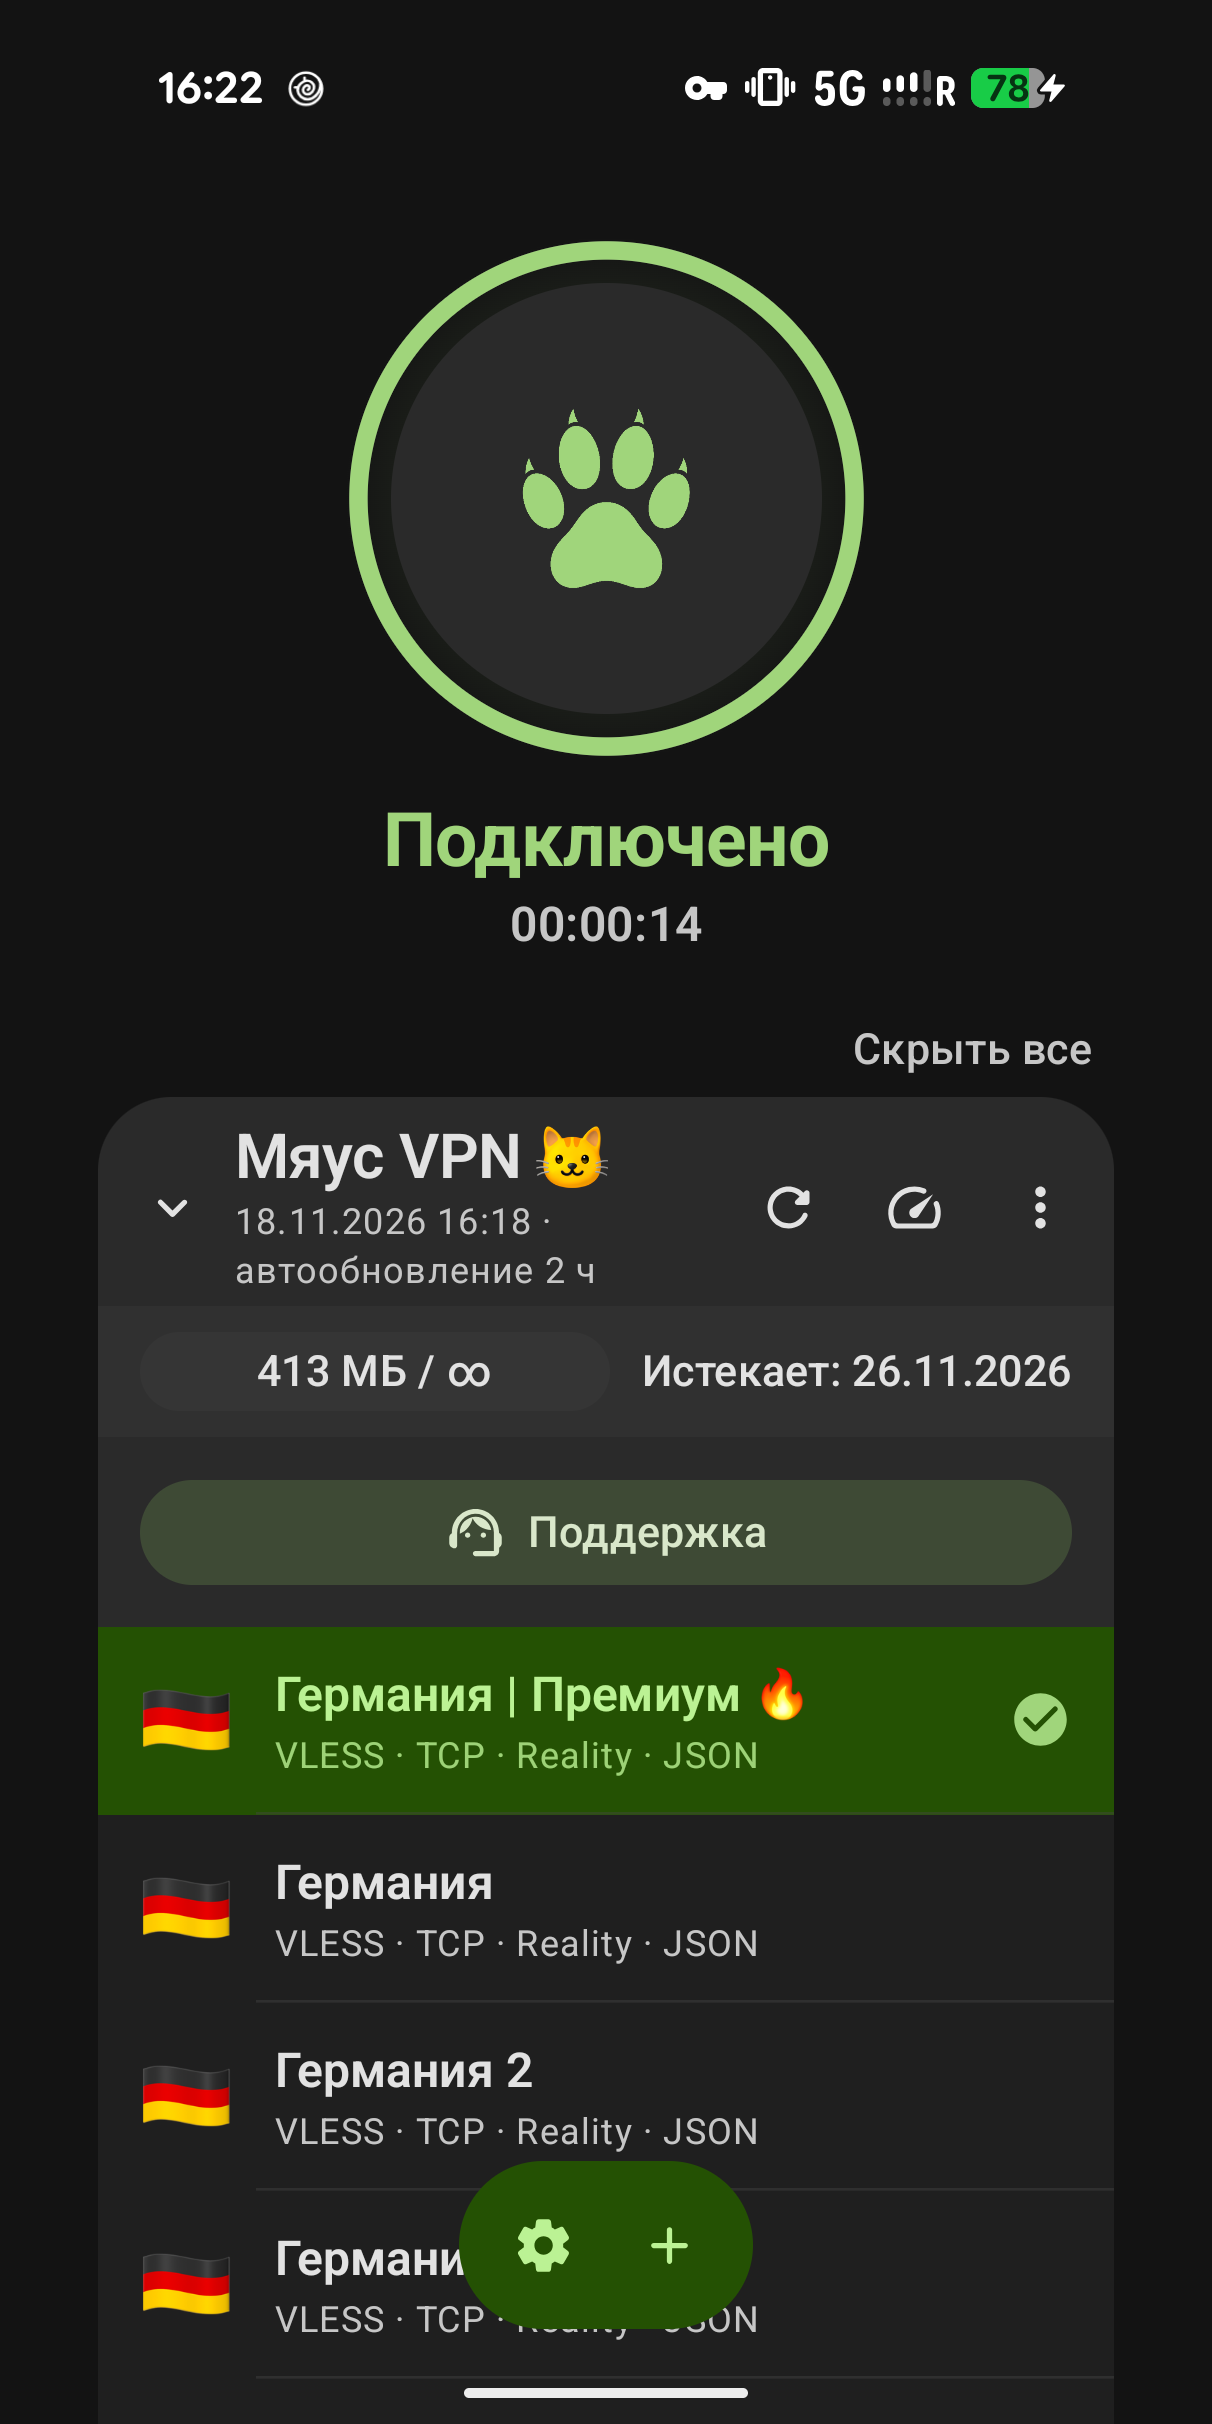 16:22
5G R 78
Подключено
00:00:14
Скрыть все
Мяус VPN 🐱
18.11.2026 16:18 ·
автообновление 2 ч
413 МБ / ∞
Истекает: 26.11.2026
Поддержка
Германия | Премиум 🔥
VLESS · TCP · Reality · JSON
Германия
VLESS · TCP · Reality · JSON
Германия 2
VLESS · TCP · Reality · JSON
VLESS · TCP ·